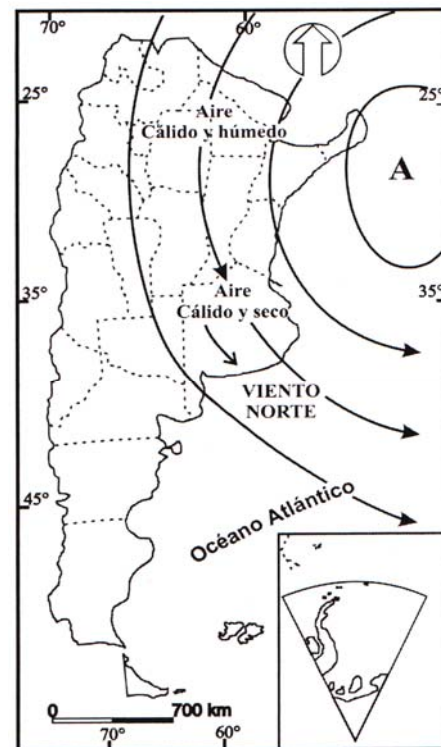 70°
60°
25°
25°
Aire
Cálido y húmedo
A
35°
35°
Aire
Cálido y seco
VIENTO
NORTE
45°
Océano Atlántico
0
700 km
70°
60°